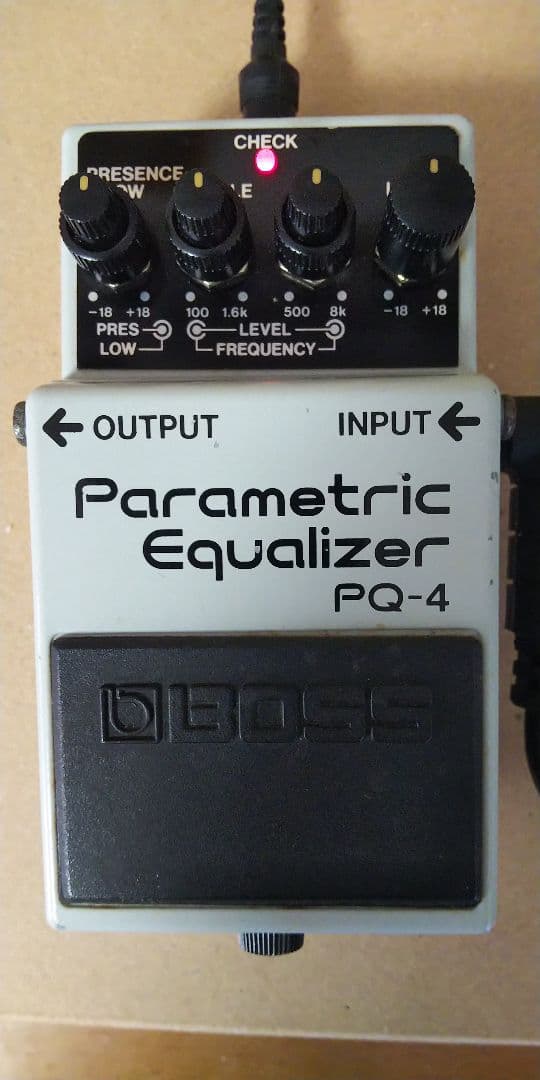 CHECK
PRESENCE
-18 +18 100 1.6k 500 8k -18 +18
PRES LEVEL
LOW FREQUENCY
OUTPUT INPUT
Parametric
Equalizer
PQ-4
BOSS